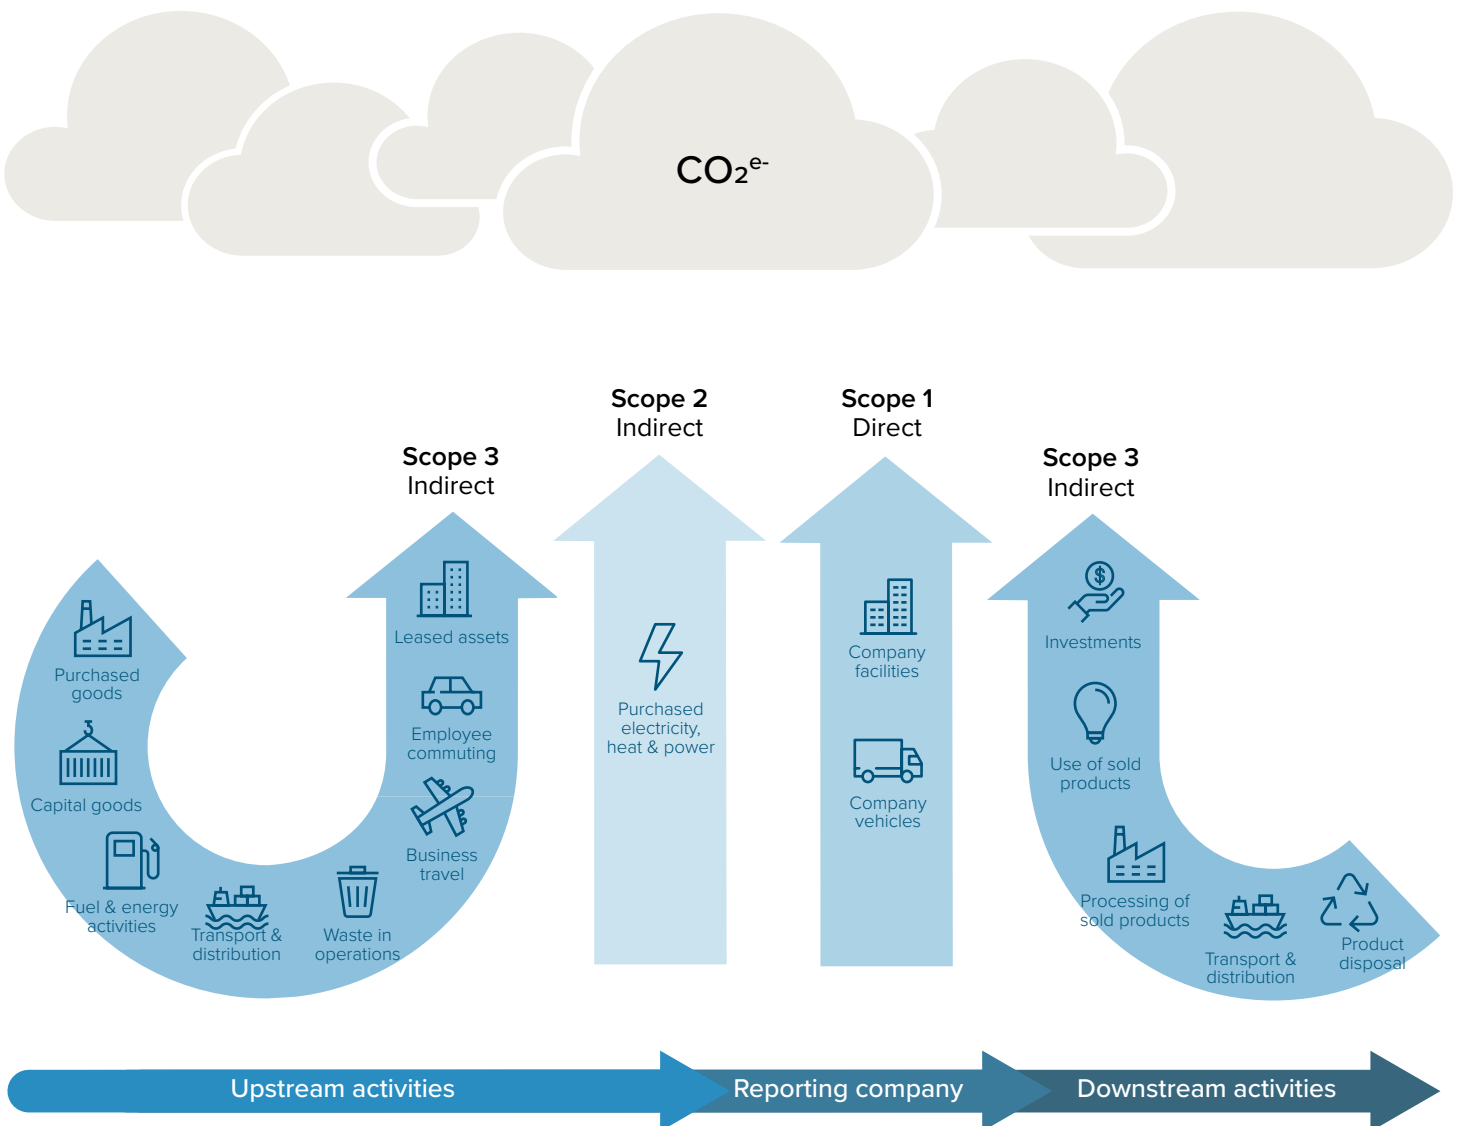 CO₂e-
Scope 3
Indirect
Purchased
goods
Capital goods
Fuel & energy
activities
Transport &
distribution
Waste in
operations
Business
travel
Employee
commuting
Leased assets
Scope 2
Indirect
Purchased
electricity,
heat & power
Scope 1
Direct
Company
facilities
Company
vehicles
Scope 3
Indirect
$
Investments
Use of sold
products
Processing of
sold products
Transport &
distribution
Product
disposal
Upstream activities
Reporting company
Downstream activities